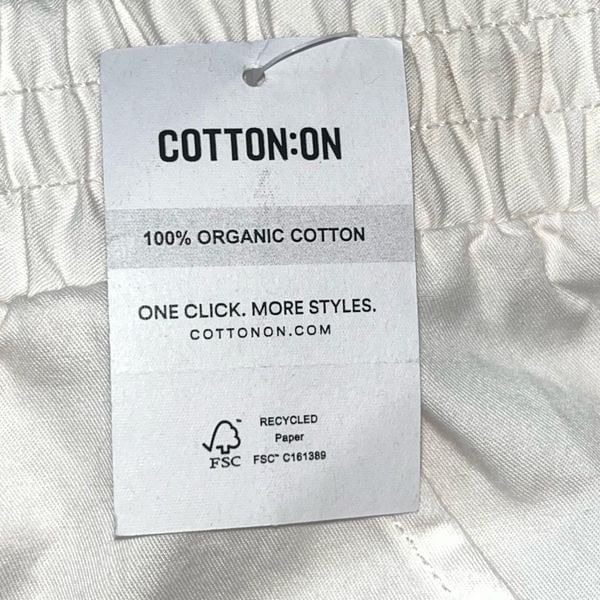 COTTON:ON
100% ORGANIC COTTON
ONE CLICK. MORE STYLES.
COTTONON.COM
RECYCLED
Paper
FSC™ C161389
FSC